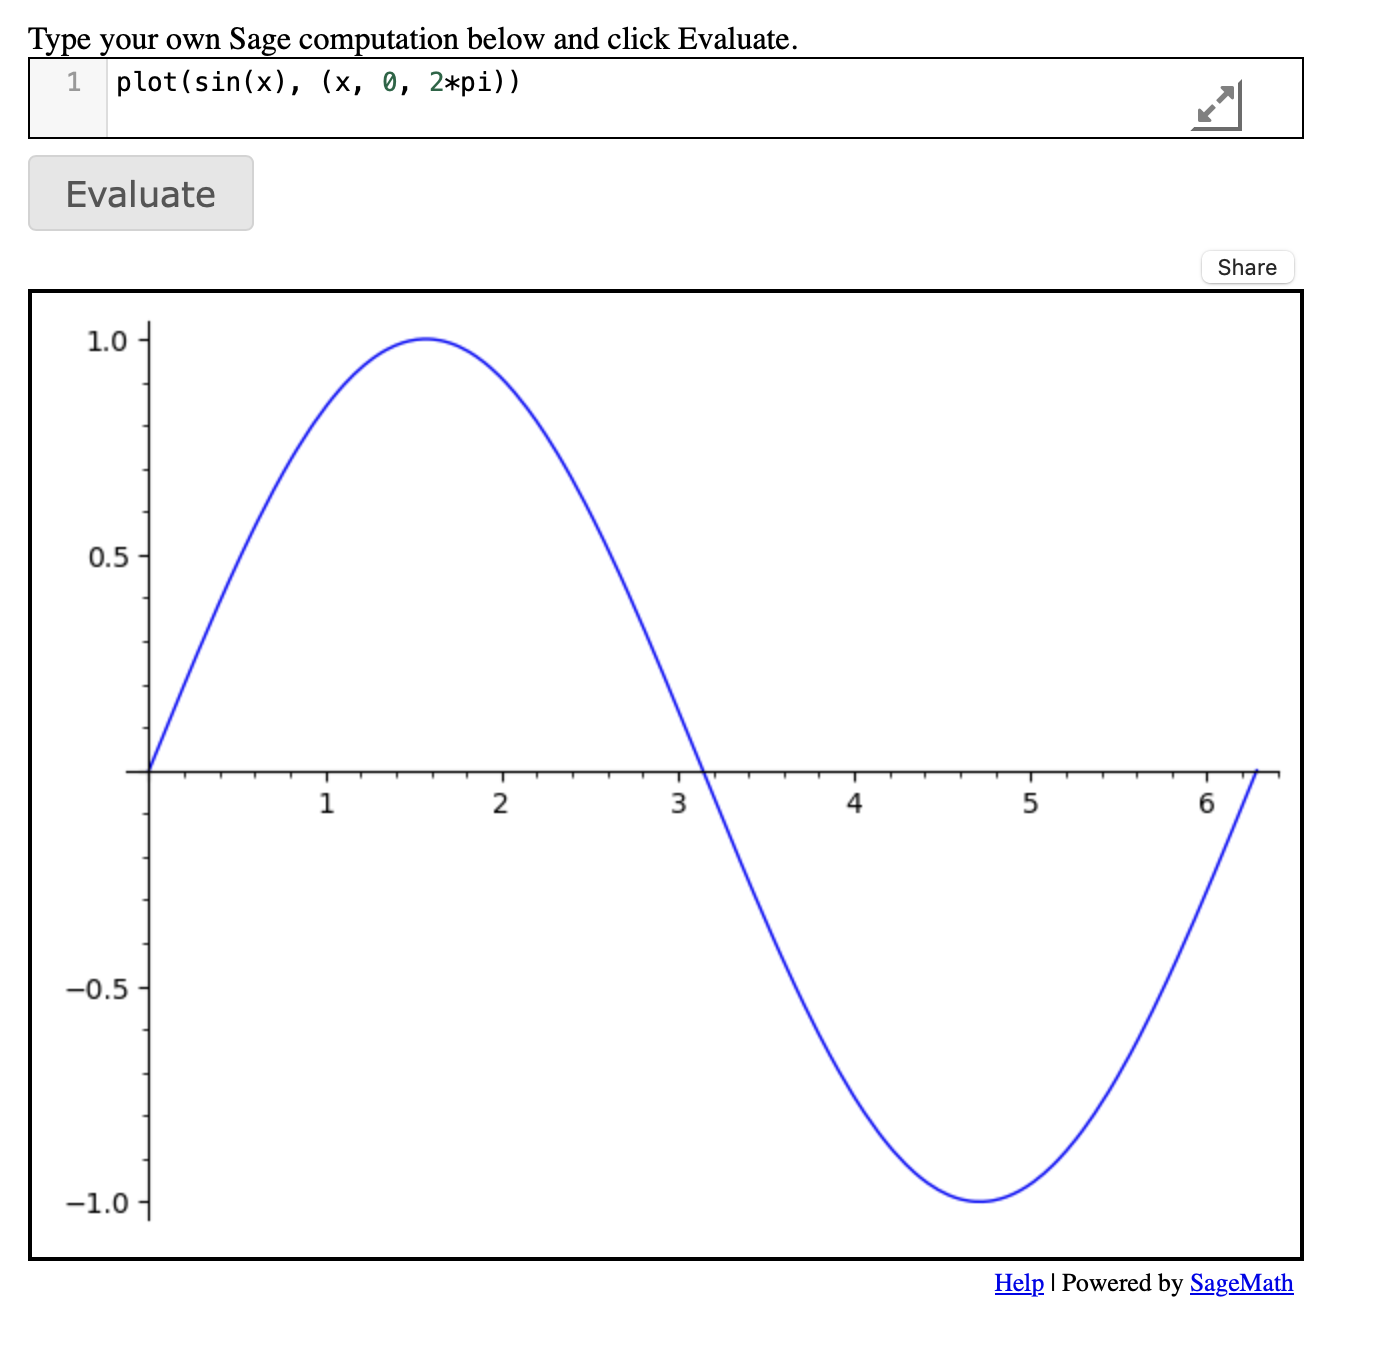 Type your own Sage computation below and click Evaluate.
1 plot(sin(x), (x, 0, 2*pi))
Evaluate
Share
1.0
0.5
1 2 3 4 5 6
−0.5
−1.0
Help | Powered by SageMath